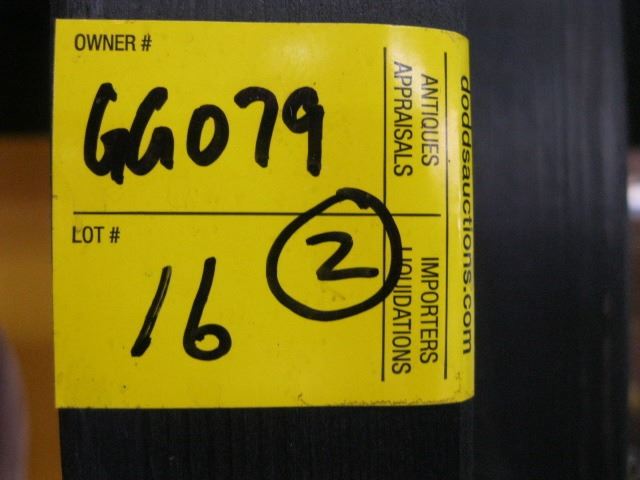 OWNER #
GG079
LOT #
16
2
ANTIQUES
APPRAISALS
IMPORTERS
LIQUIDATIONS
doddsauctions.com